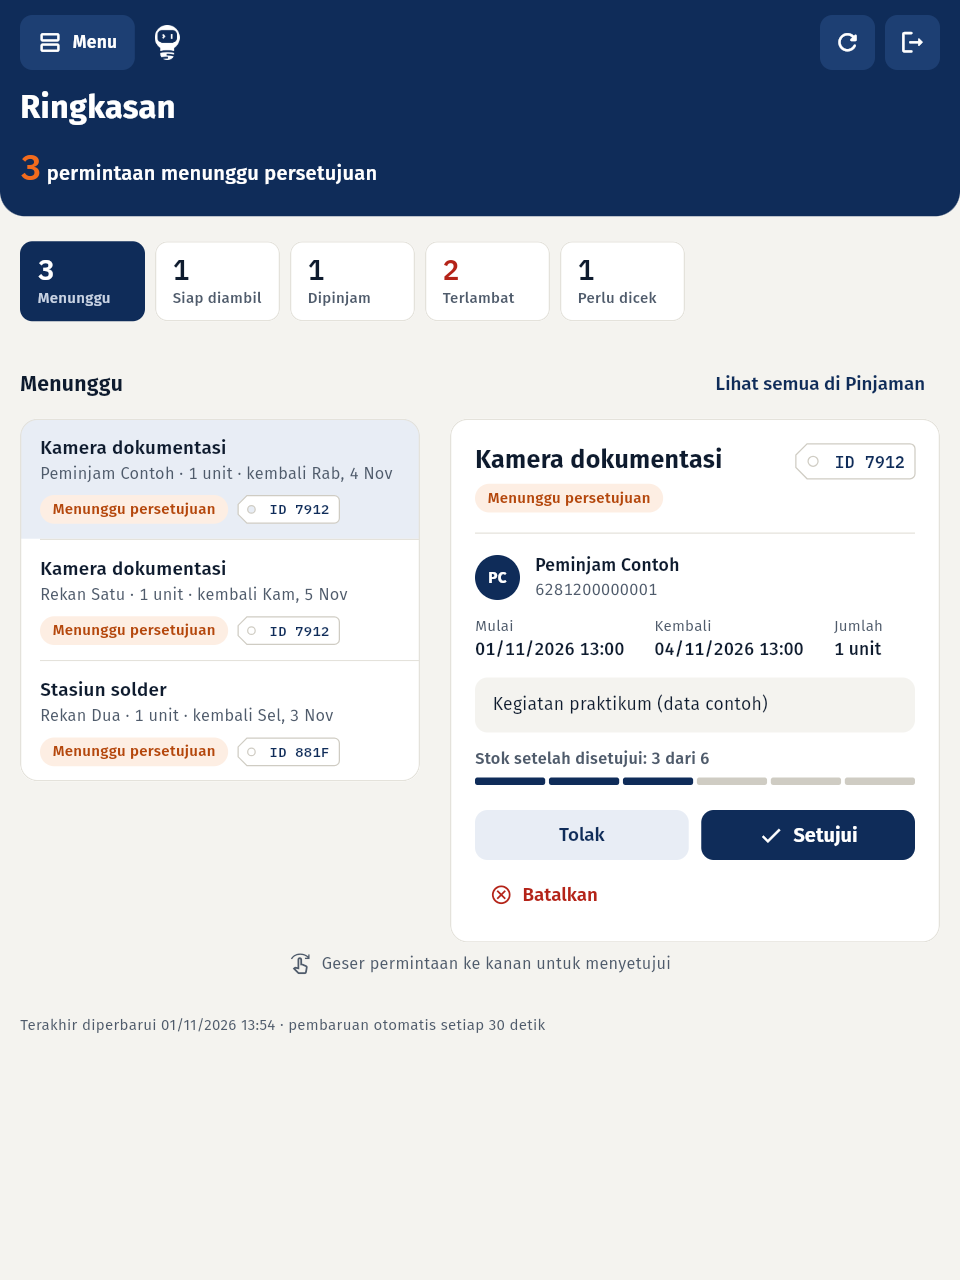 Menu
Ringkasan
3 permintaan menunggu persetujuan
3
Menunggu
1
Siap diambil
1
Dipinjam
2
Terlambat
1
Perlu dicek
Menunggu
Lihat semua di Pinjaman
Kamera dokumentasi
Peminjam Contoh · 1 unit · kembali Rab, 4 Nov
Menunggu persetujuan
ID 7912
Kamera dokumentasi
Rekan Satu · 1 unit · kembali Kam, 5 Nov
Menunggu persetujuan
ID 7912
Stasiun solder
Rekan Dua · 1 unit · kembali Sel, 3 Nov
Menunggu persetujuan
ID 881F
Kamera dokumentasi
ID 7912
Menunggu persetujuan
PC
Peminjam Contoh
6281200000001
Mulai
01/11/2026 13:00
Kembali
04/11/2026 13:00
Jumlah
1 unit
Kegiatan praktikum (data contoh)
Stok setelah disetujui: 3 dari 6
Tolak
Setujui
Batalkan
Geser permintaan ke kanan untuk menyetujui
Terakhir diperbarui 01/11/2026 13:54 · pembaruan otomatis setiap 30 detik